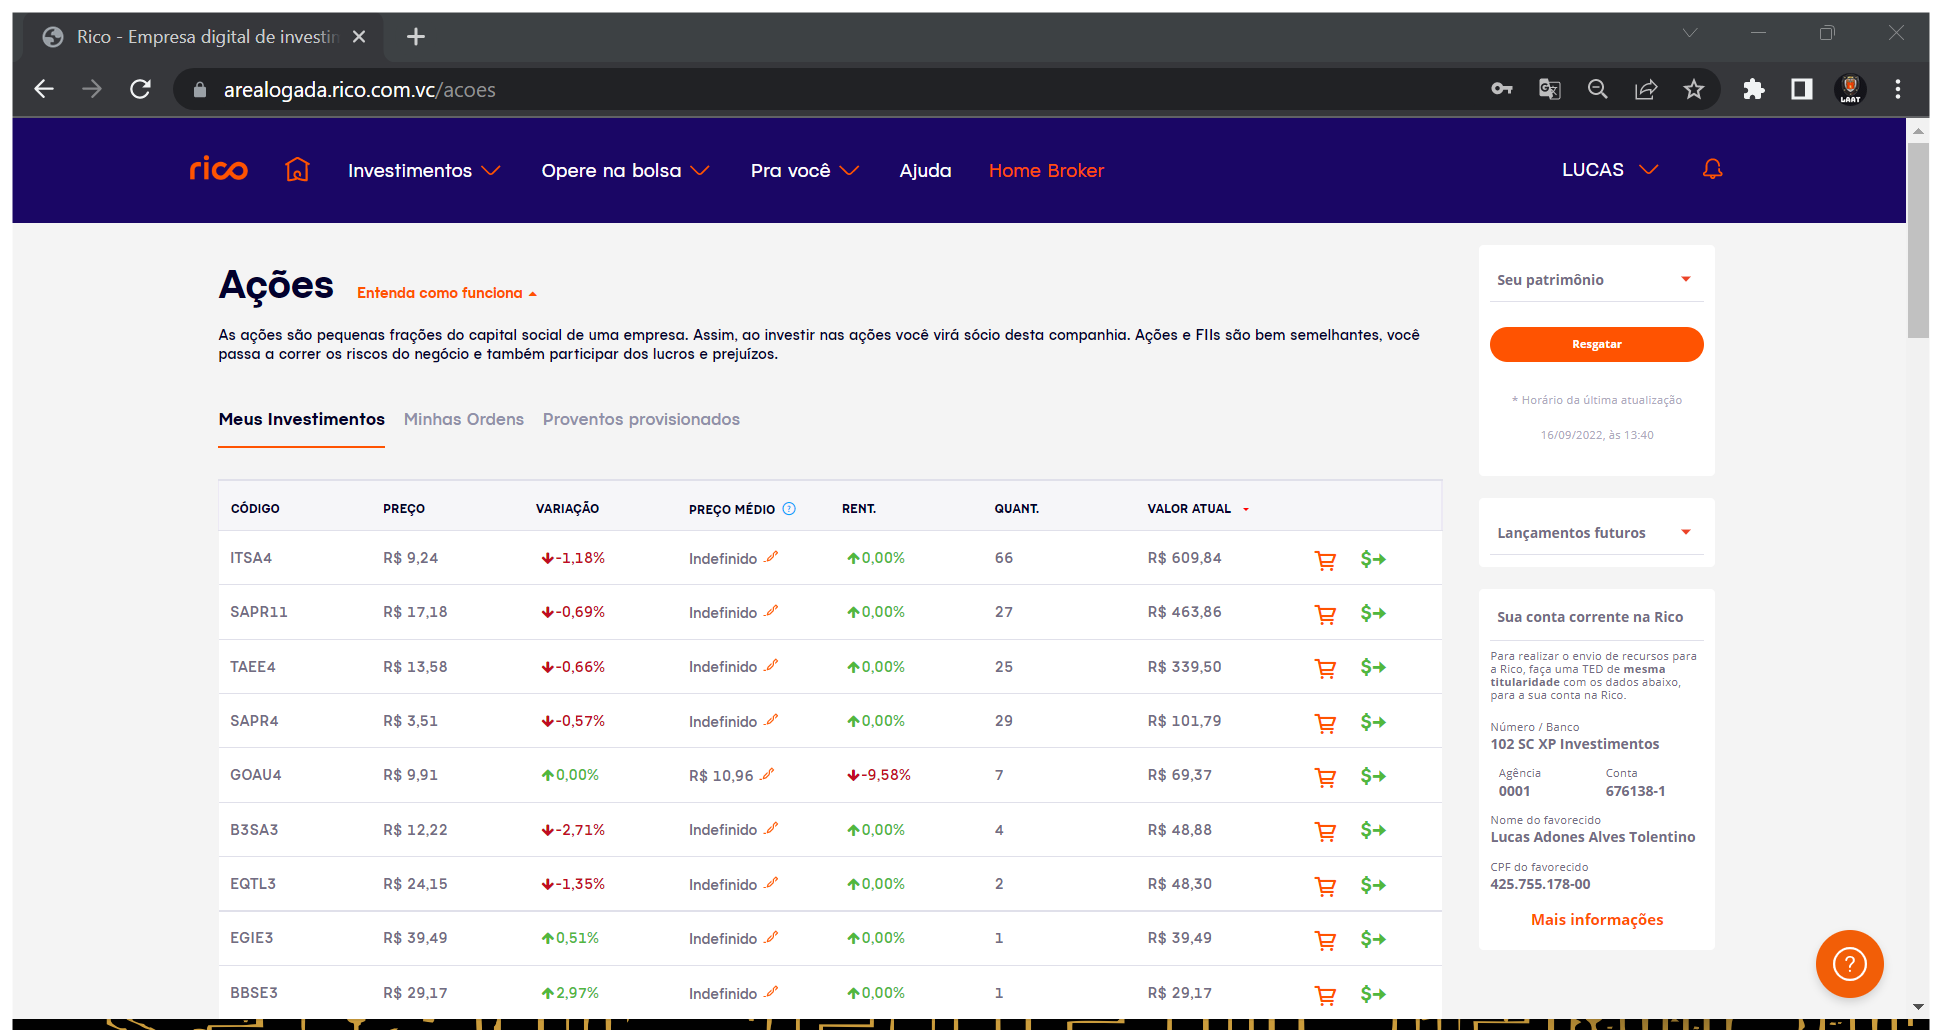 Rico - Empresa digital de investin
arealogada.rico.com.vc/acoes
LAAT
rico Investimentos Opere na bolsa Pra você Ajuda Home Broker LUCAS
Ações Entenda como funciona
As ações são pequenas frações do capital social de uma empresa. Assim, ao investir nas ações você virá sócio desta companhia. Ações e FIIs são bem semelhantes, você
passa a correr os riscos do negócio e também participar dos lucros e prejuízos.
Meus Investimentos Minhas Ordens Proventos provisionados
CÓDIGO PREÇO VARIAÇÃO PREÇO MÉDIO ? RENT. QUANT. VALOR ATUAL
ITSA4 R$ 9,24 -1,18% Indefinido 0,00% 66 R$ 609,84
SAPR11 R$ 17,18 -0,69% Indefinido 0,00% 27 R$ 463,86
TAEE4 R$ 13,58 -0,66% Indefinido 0,00% 25 R$ 339,50
SAPR4 R$ 3,51 -0,57% Indefinido 0,00% 29 R$ 101,79
GOAU4 R$ 9,91 0,00% R$ 10,96 -9,58% 7 R$ 69,37
B3SA3 R$ 12,22 -2,71% Indefinido 0,00% 4 R$ 48,88
EQTL3 R$ 24,15 -1,35% Indefinido 0,00% 2 R$ 48,30
EGIE3 R$ 39,49 0,51% Indefinido 0,00% 1 R$ 39,49
BBSE3 R$ 29,17 2,97% Indefinido 0,00% 1 R$ 29,17
Seu patrimônio
Resgatar
* Horário da última atualização
16/09/2022, às 13:40
Lançamentos futuros
Sua conta corrente na Rico
Para realizar o envio de recursos para
a Rico, faça uma TED de mesma
titularidade com os dados abaixo,
para a sua conta na Rico.
Número / Banco
102 SC XP Investimentos
Agência Conta
0001 676138-1
Nome do favorecido
Lucas Adones Alves Tolentino
CPF do favorecido
425.755.178-00
Mais informações
?